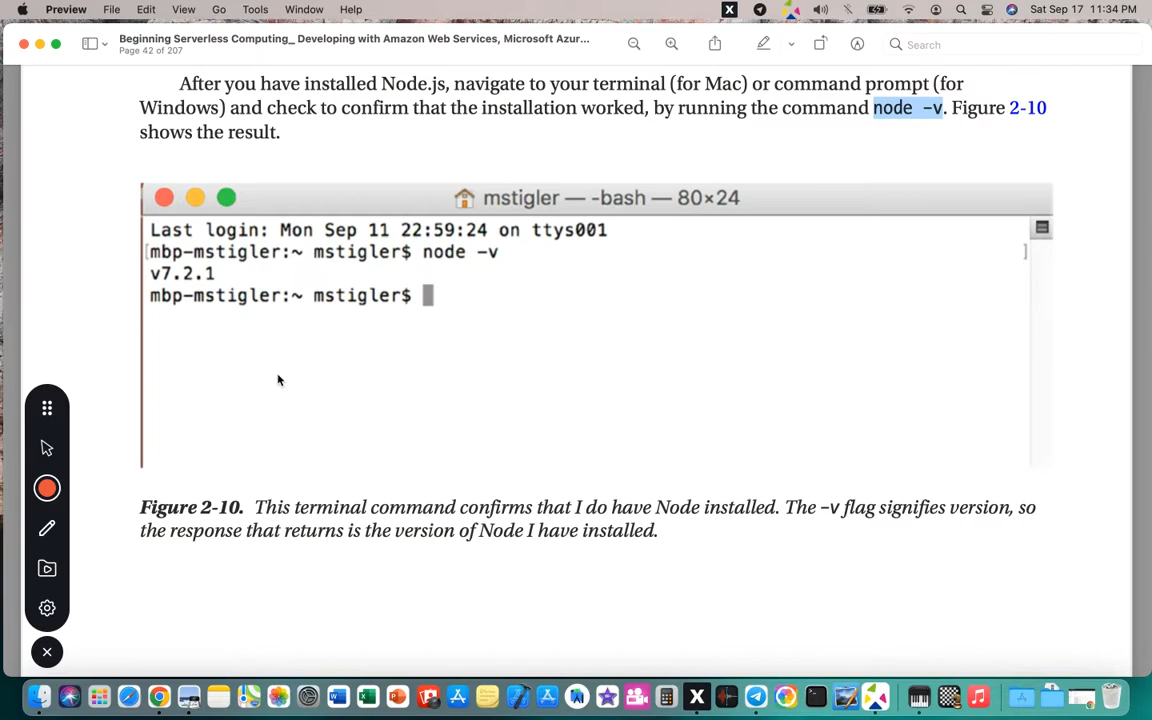 Preview File Edit View Go Tools Window Help X Sat Sep 17 11:34 PM
Beginning Serverless Computing_ Developing with Amazon Web Services, Microsoft Azur...
Page 42 of 207
Search
After you have installed Node.js, navigate to your terminal (for Mac) or command prompt (for
Windows) and check to confirm that the installation worked, by running the command node -v. Figure 2-10
shows the result.
mstigler — -bash — 80×24
Last login: Mon Sep 11 22:59:24 on ttys001
[mbp-mstigler:~ mstigler$ node -v ]
v7.2.1
mbp-mstigler:~ mstigler$
Figure 2-10. This terminal command confirms that I do have Node installed. The -v flag signifies version, so
the response that returns is the version of Node I have installed.